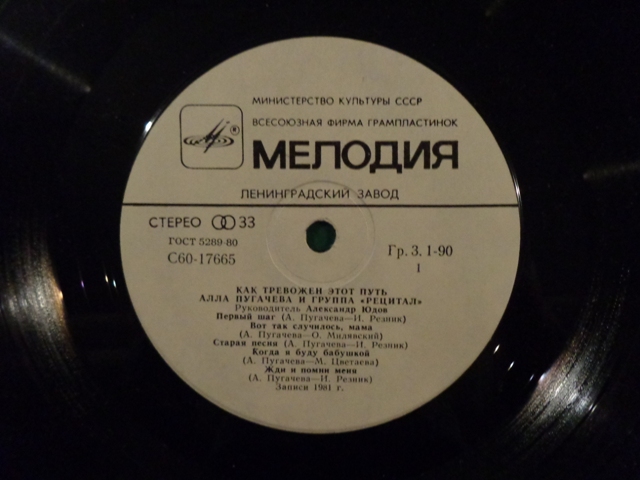 МИНИСТЕРСТВО КУЛЬТУРЫ СССР
ВСЕСОЮЗНАЯ ФИРМА ГРАМПЛАСТИНОК
® МЕЛОДИЯ
ЛЕНИНГРАДСКИЙ ЗАВОД
СТЕРЕО 33
ГОСТ 5289-80
С60-17665
Гр. 3. 1-90
1
КАК ТРЕВОЖЕН ЭТОТ ПУТЬ
АЛЛА ПУГАЧЕВА И ГРУППА «РЕЦИТАЛ»
Руководитель Александр Юдов
Первый шаг (А. Пугачева—И. Резник)
Вот так случилось, мама
(А. Пугачева—О. Милявский)
Старая песня (А. Пугачева—И. Резник)
Когда я буду бабушкой
(А. Пугачева—М. Цветаева)
Жди и помни меня
(А. Пугачева—И. Резник)
Записи 1981 г.